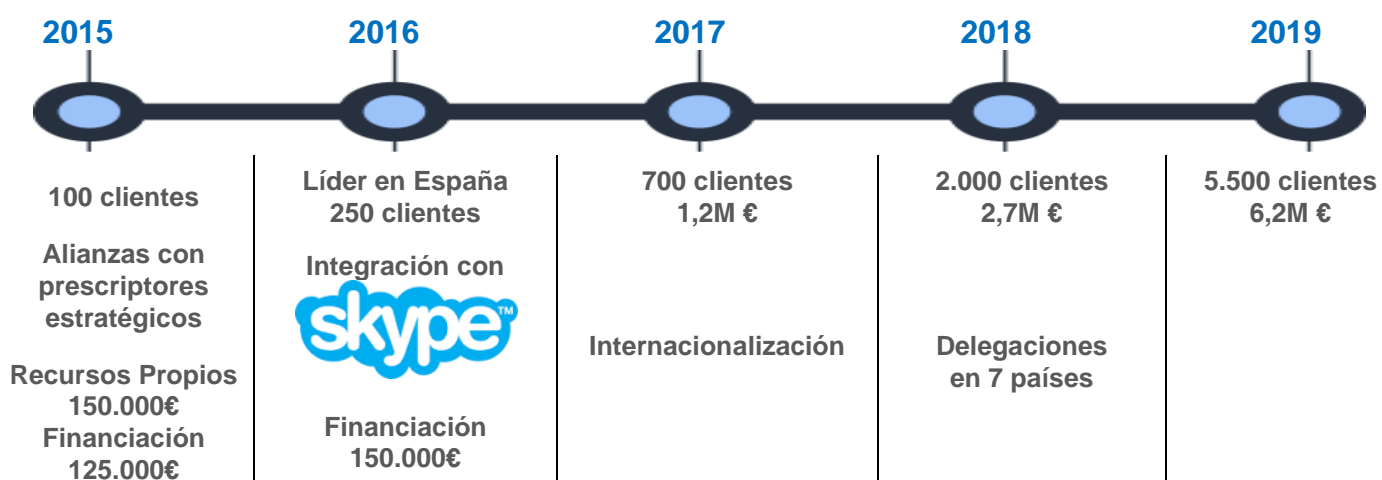 2015
2016
2017
2018
2019
100 clientes
Alianzas con
prescriptores
estratégicos
Recursos Propios
150.000€
Financiación
125.000€
Líder en España
250 clientes
Integración con
skype™
Financiación
150.000€
700 clientes
1,2M €
Internacionalización
2.000 clientes
2,7M €
Delegaciones
en 7 países
5.500 clientes
6,2M €